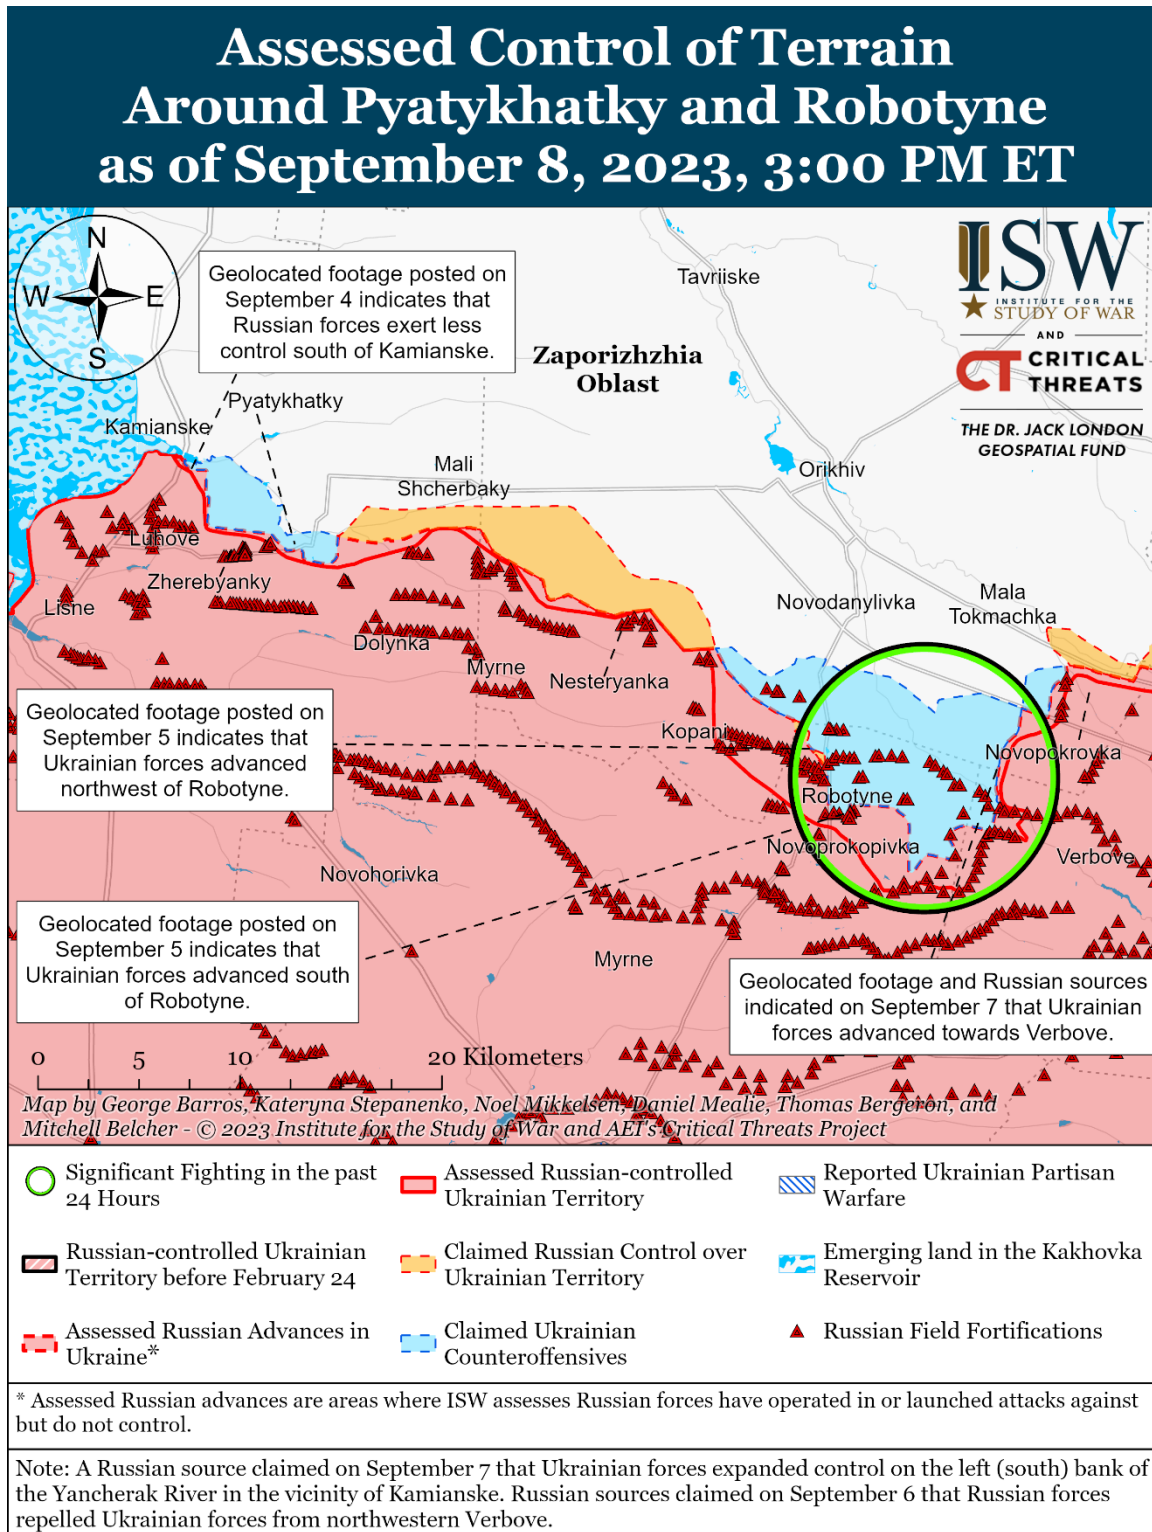 Assessed Control of Terrain
Around Pyatykhatky and Robotyne
as of September 8, 2023, 3:00 PM ET
N
W
E
S
Geolocated footage posted on
September 4 indicates that
Russian forces exert less
control south of Kamianske.
Tavriiske
ISW
INSTITUTE FOR THE
STUDY OF WAR
AND
CT CRITICAL
THREATS
THE DR. JACK LONDON
GEOSPATIAL FUND
Zaporizhzhia
Oblast
Pyatykhatky
Kamianske
Mali
Shcherbaky
Orikhiv
Luhove
Zherebyanky
Lisne
Novodanylivka
Mala
Tokmachka
Dolynka
Myrne
Nesteryanka
Geolocated footage posted on
September 5 indicates that
Ukrainian forces advanced
northwest of Robotyne.
Kopani
Novopokrovka
Robotyne
Novoprokopivka
Verbove
Novohorivka
Geolocated footage posted on
September 5 indicates that
Ukrainian forces advanced south
of Robotyne.
Myrne
Geolocated footage and Russian sources
indicated on September 7 that Ukrainian
forces advanced towards Verbove.
0 5 10 20 Kilometers
Map by George Barros, Kateryna Stepanenko, Noel Mikkelsen, Daniel Mealie, Thomas Bergeron, and
Mitchell Belcher - © 2023 Institute for the Study of War and AEI's Critical Threats Project
Significant Fighting in the past
24 Hours
Assessed Russian-controlled
Ukrainian Territory
Reported Ukrainian Partisan
Warfare
Russian-controlled Ukrainian
Territory before February 24
Claimed Russian Control over
Ukrainian Territory
Emerging land in the Kakhovka
Reservoir
Assessed Russian Advances in
Ukraine*
Claimed Ukrainian
Counteroffensives
Russian Field Fortifications
* Assessed Russian advances are areas where ISW assesses Russian forces have operated in or launched attacks against
but do not control.
Note: A Russian source claimed on September 7 that Ukrainian forces expanded control on the left (south) bank of
the Yancherak River in the vicinity of Kamianske. Russian sources claimed on September 6 that Russian forces
repelled Ukrainian forces from northwestern Verbove.